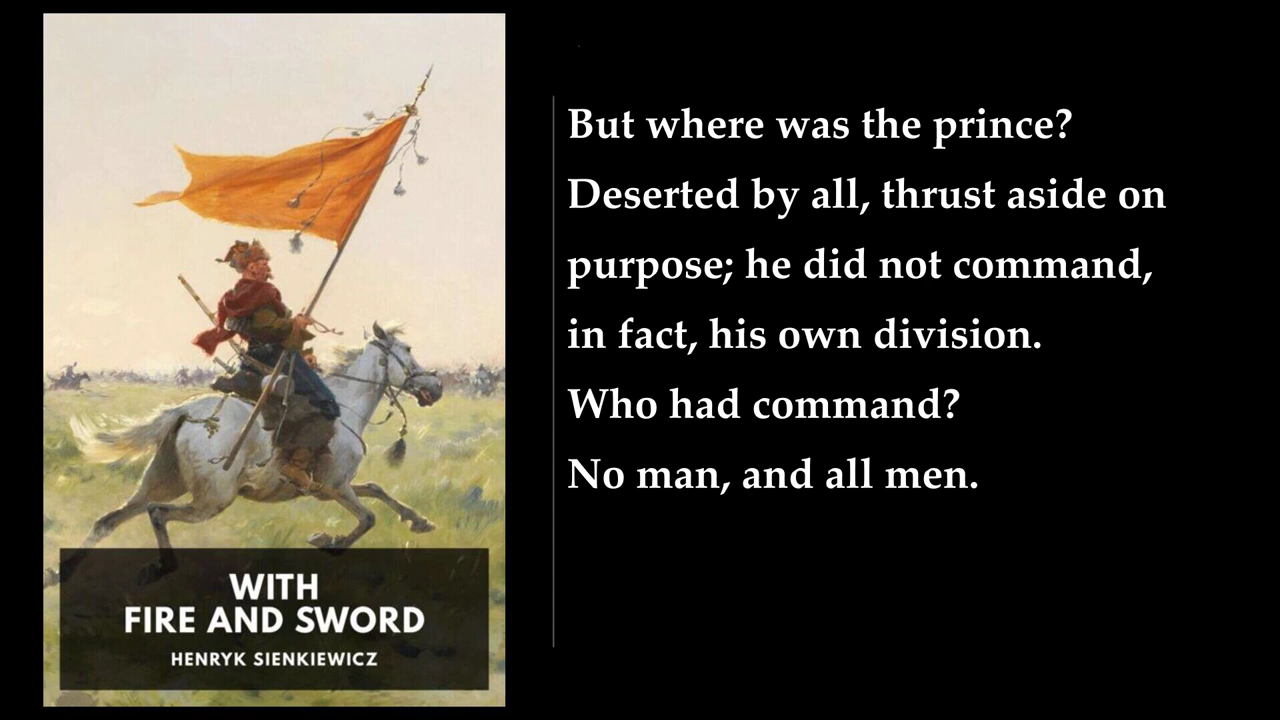 WITH
FIRE AND SWORD
HENRYK SIENKIEWICZ
But where was the prince?
Deserted by all, thrust aside on
purpose; he did not command,
in fact, his own division.
Who had command?
No man, and all men.